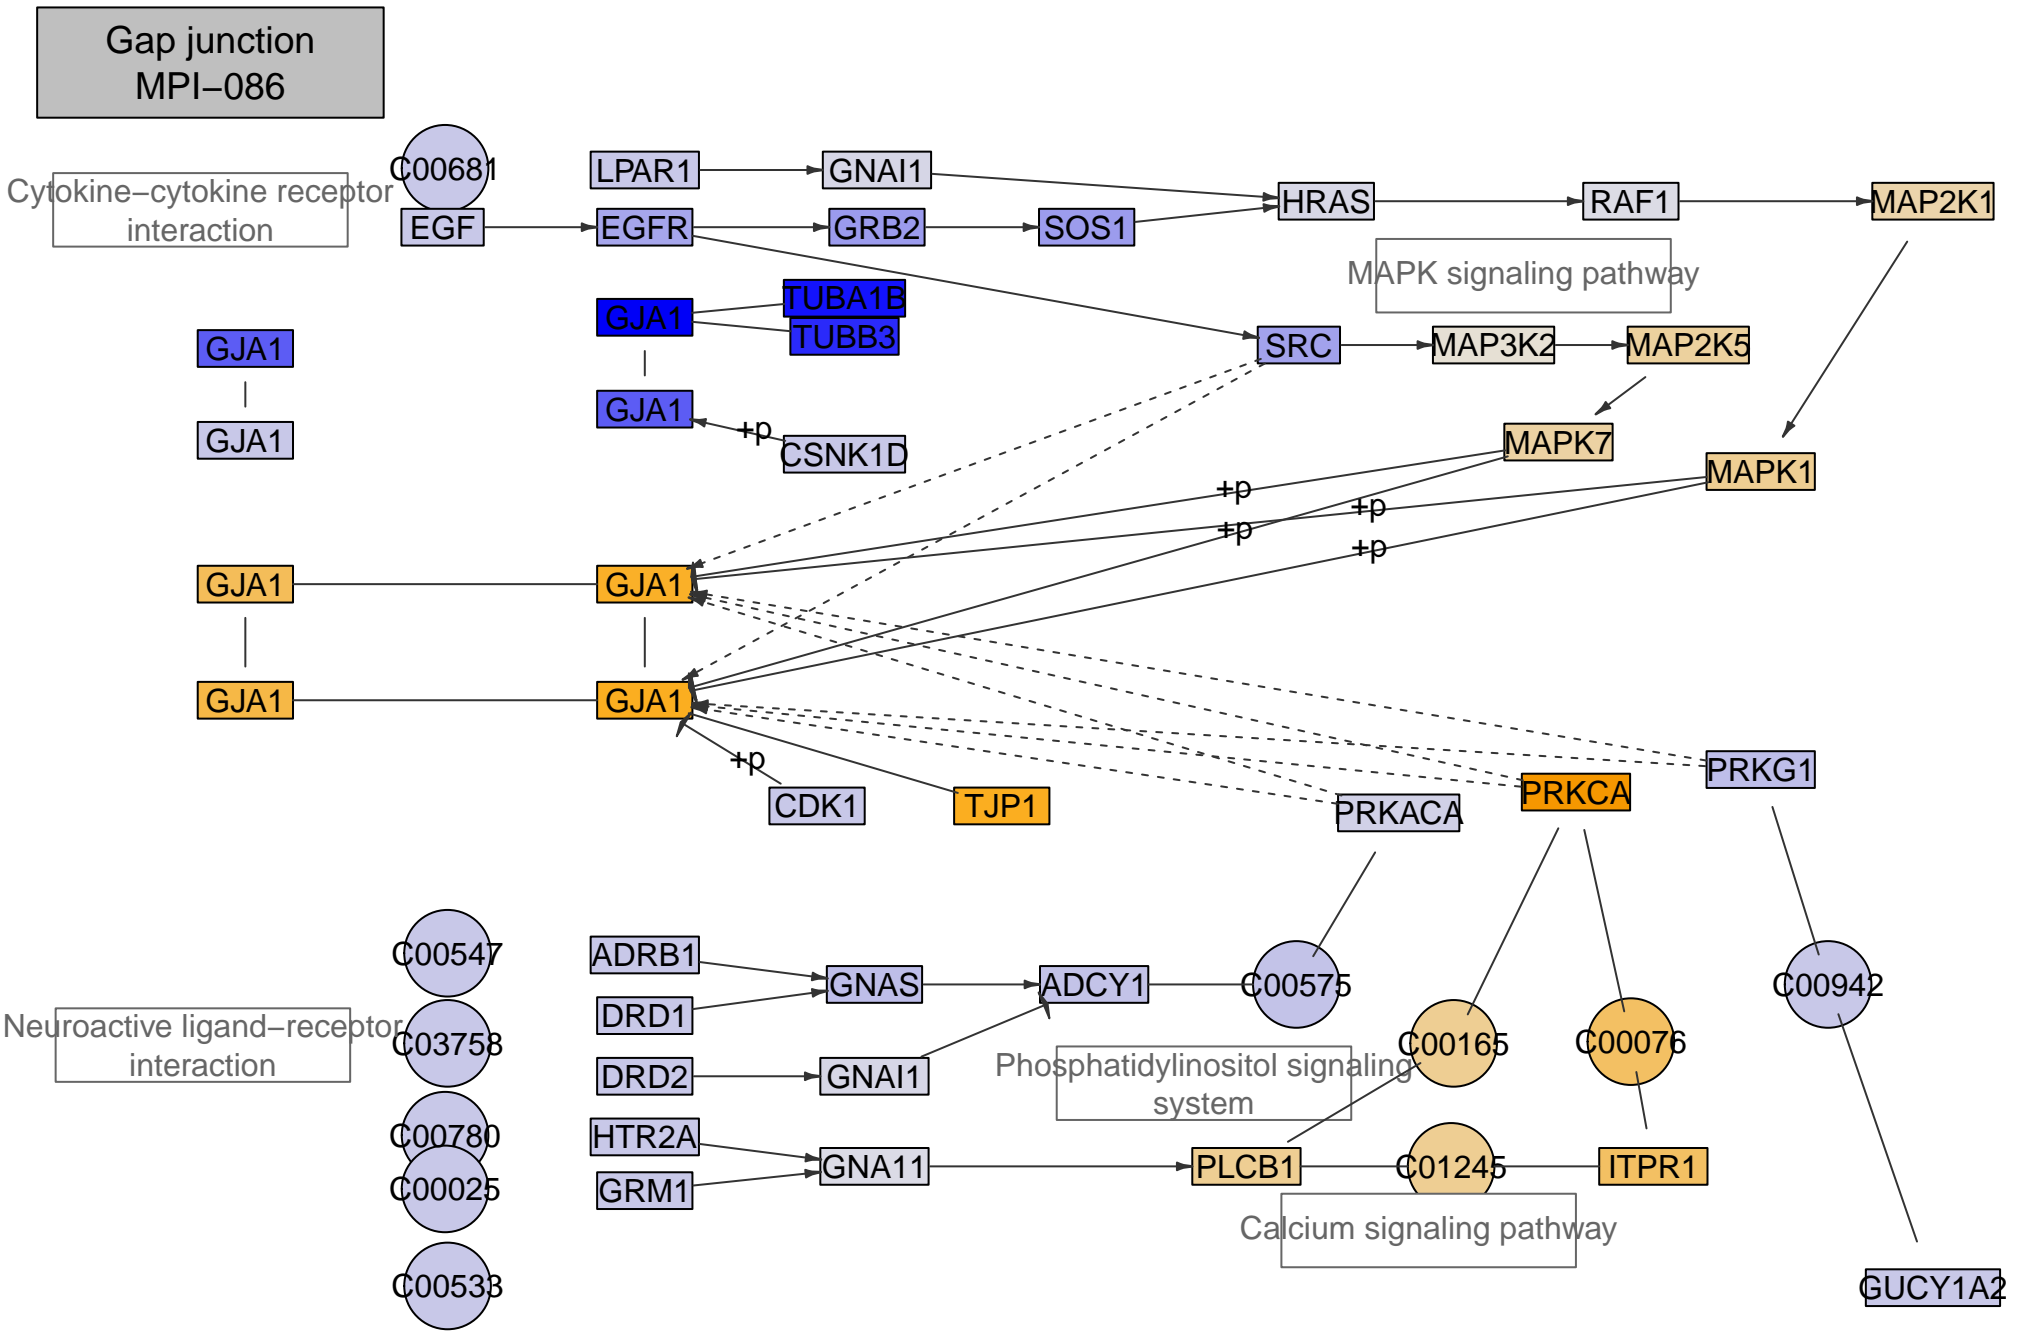 Gap junction
MPI−086
C00681
LPAR1
GNAI1
Cytokine−cytokine receptor
interaction
HRAS
RAF1
MAP2K1
EGF
EGFR
GRB2
SOS1
MAPK signaling pathway
TUBA1B
GJA1
TUBB3
GJA1
SRC
MAP3K2
MAP2K5
GJA1
+p
CSNK1D
GJA1
MAPK7
MAPK1
+p
+p
+p
+p
GJA1
GJA1
GJA1
GJA1
+p
CDK1
TJP1
PRKACA
PRKCA
PRKG1
C00547
ADRB1
GNAS
ADCY1
C00575
C00942
DRD1
Neuroactive ligand−receptor
interaction
C03758
C00165
C00076
DRD2
GNAI1
Phosphatidylinositol signaling
system
C00780
HTR2A
GNA11
PLCB1
C01245
ITPR1
C00025
GRM1
Calcium signaling pathway
C00533
GUCY1A2